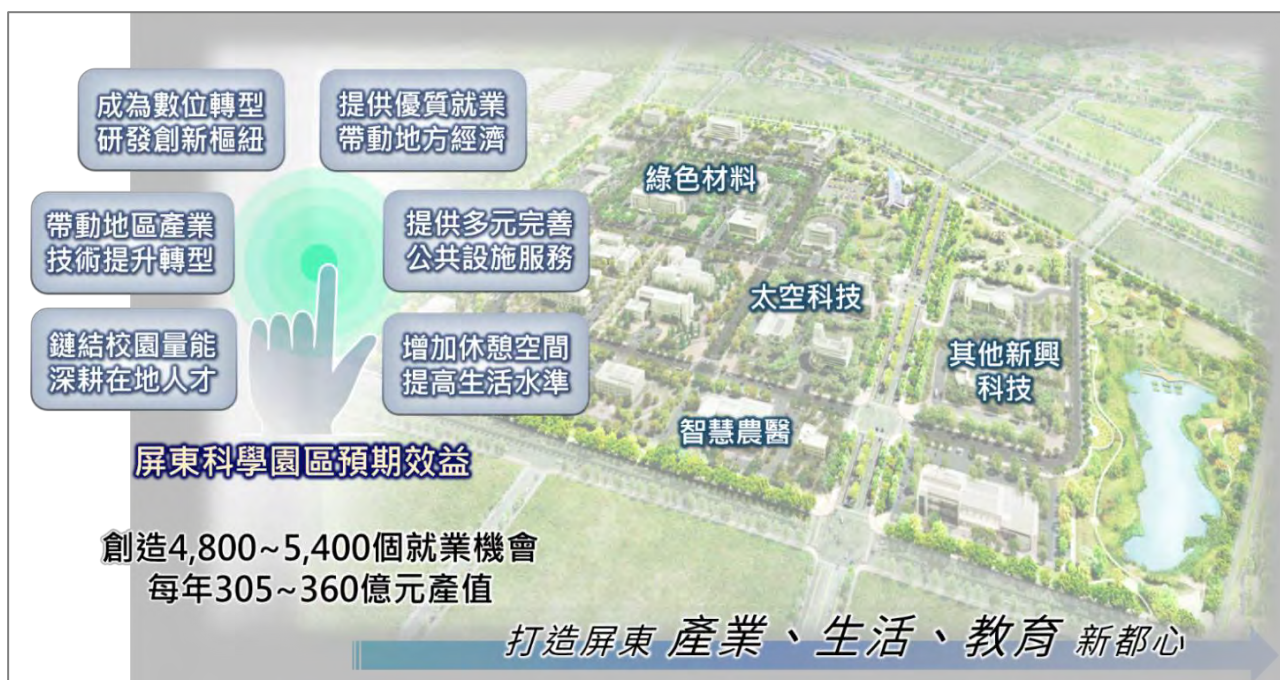 成為數位轉型
研發創新樞紐
提供優質就業
帶動地方經濟
帶動地區產業
技術提升轉型
提供多元完善
公共設施服務
鏈結校園量能
深耕在地人才
增加休憩空間
提高生活水準
屏東科學園區預期效益
創造4,800~5,400個就業機會
每年305~360億元產值
綠色材料
太空科技
其他新興
科技
智慧農醫
打造屏東 產業、生活、教育 新都心